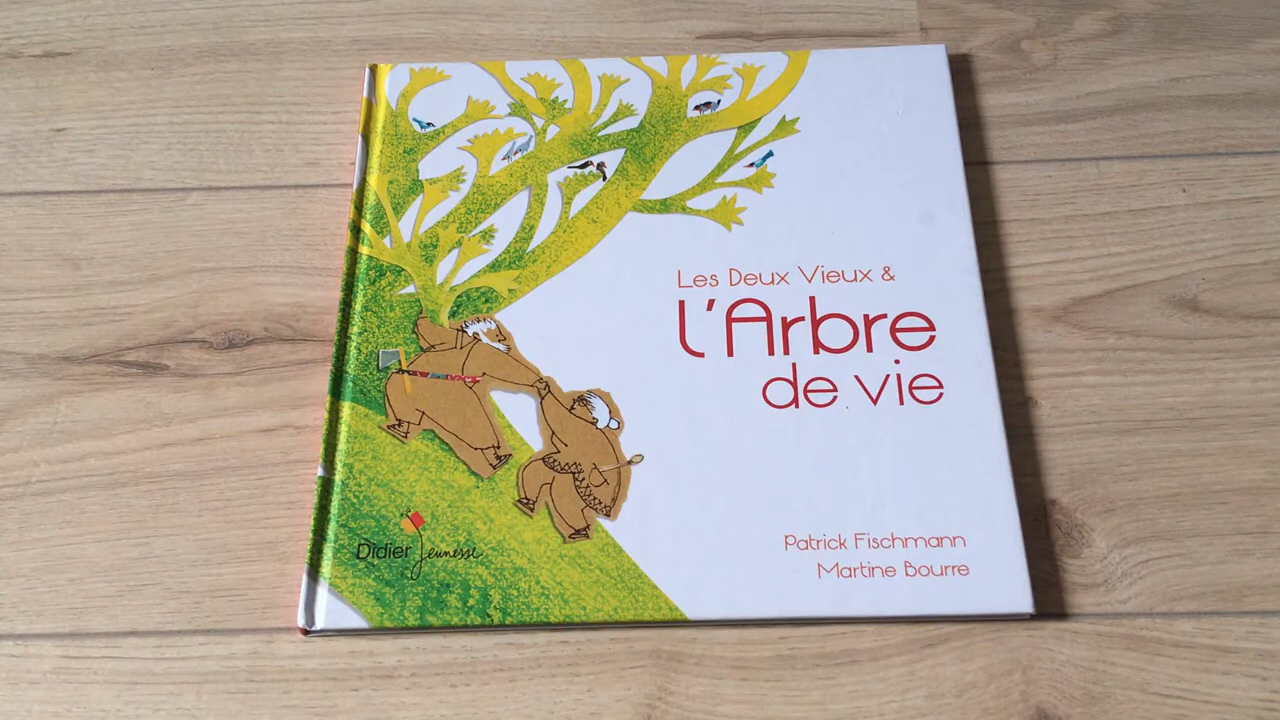 Les Deux Vieux &
l'Arbre
de vie
Patrick Fischmann
Martine Bourre
Didier Jeunesse